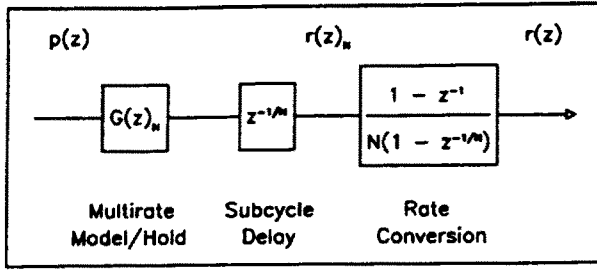 p(z) r(z)ₙ r(z)
G(z)ₙ
z⁻¹/ᴺ
1 − z⁻¹
N(1 − z⁻¹/ᴺ)
Multirate Subcycle Rate
Model/Hold Delay Conversion